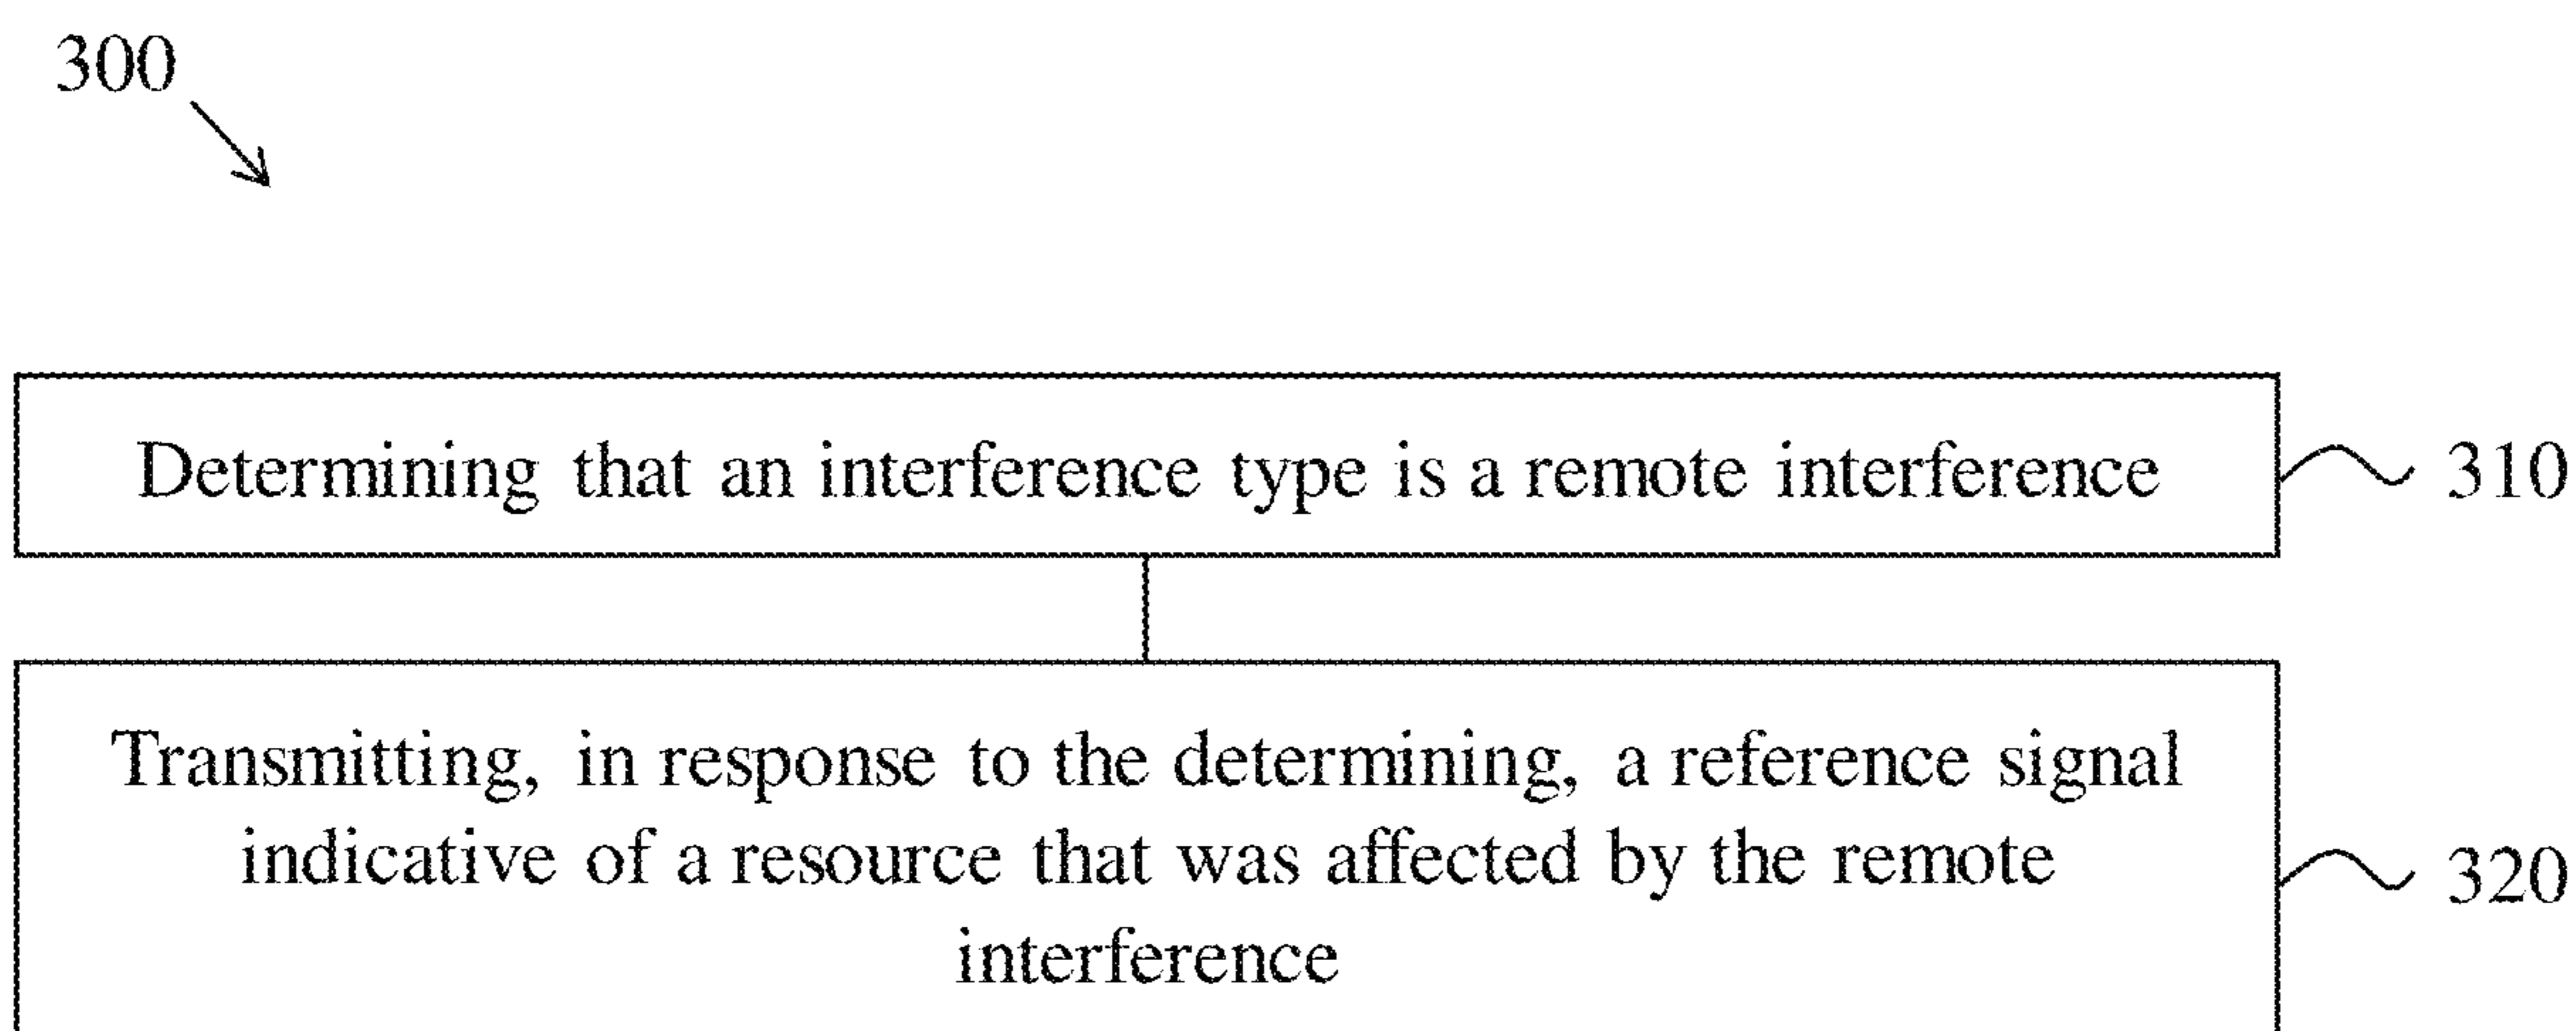 300
Determining that an interference type is a remote interference
310
Transmitting, in response to the determining, a reference signal
indicative of a resource that was affected by the remote
320
interference